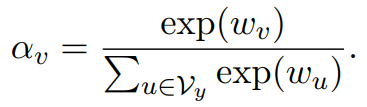 α_v = exp(w_v) / ∑_{u∈𝒱_y} exp(w_u).